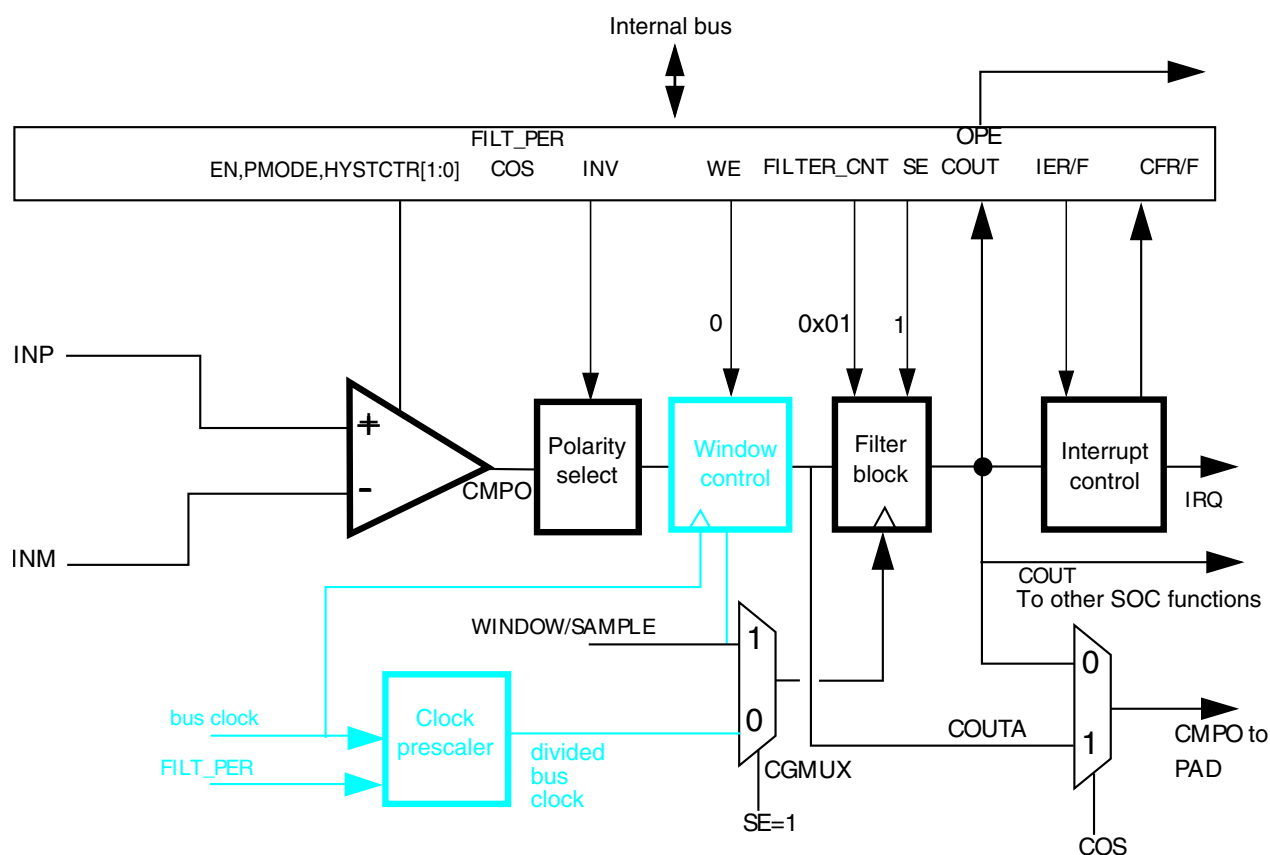 Internal bus
FILT_PER
OPE
EN,PMODE,HYSTCTR[1:0]
COS
INV
WE
FILTER_CNT
SE
COUT
IER/F
CFR/F
0
0x01
1
INP
+
-
INM
CMPO
Polarity
select
Window
control
Filter
block
Interrupt
control
IRQ
COUT
To other SOC functions
WINDOW/SAMPLE
1
0
CGMUX
SE=1
bus clock
FILT_PER
Clock
prescaler
divided
bus
clock
COUTA
0
1
CMPO to
PAD
COS